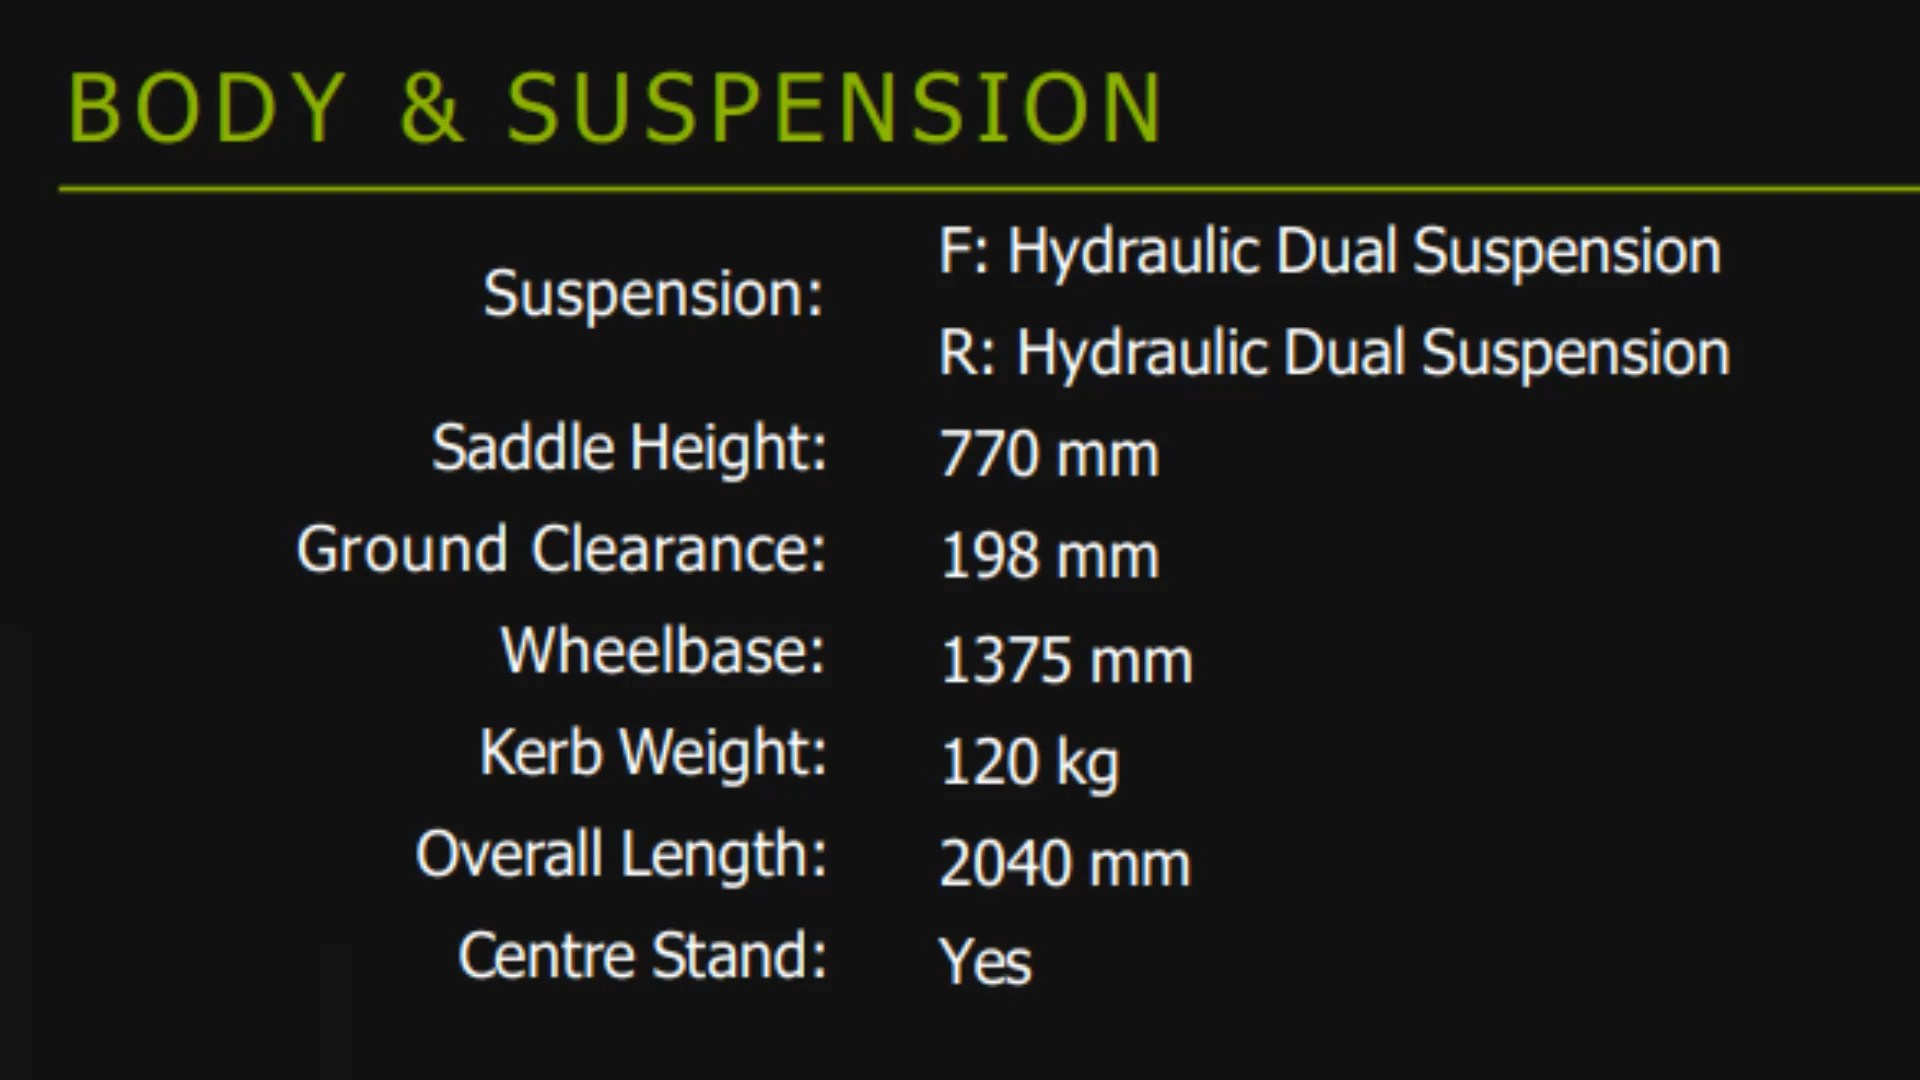 BODY & SUSPENSION
Suspension: F: Hydraulic Dual Suspension
R: Hydraulic Dual Suspension
Saddle Height: 770 mm
Ground Clearance: 198 mm
Wheelbase: 1375 mm
Kerb Weight: 120 kg
Overall Length: 2040 mm
Centre Stand: Yes